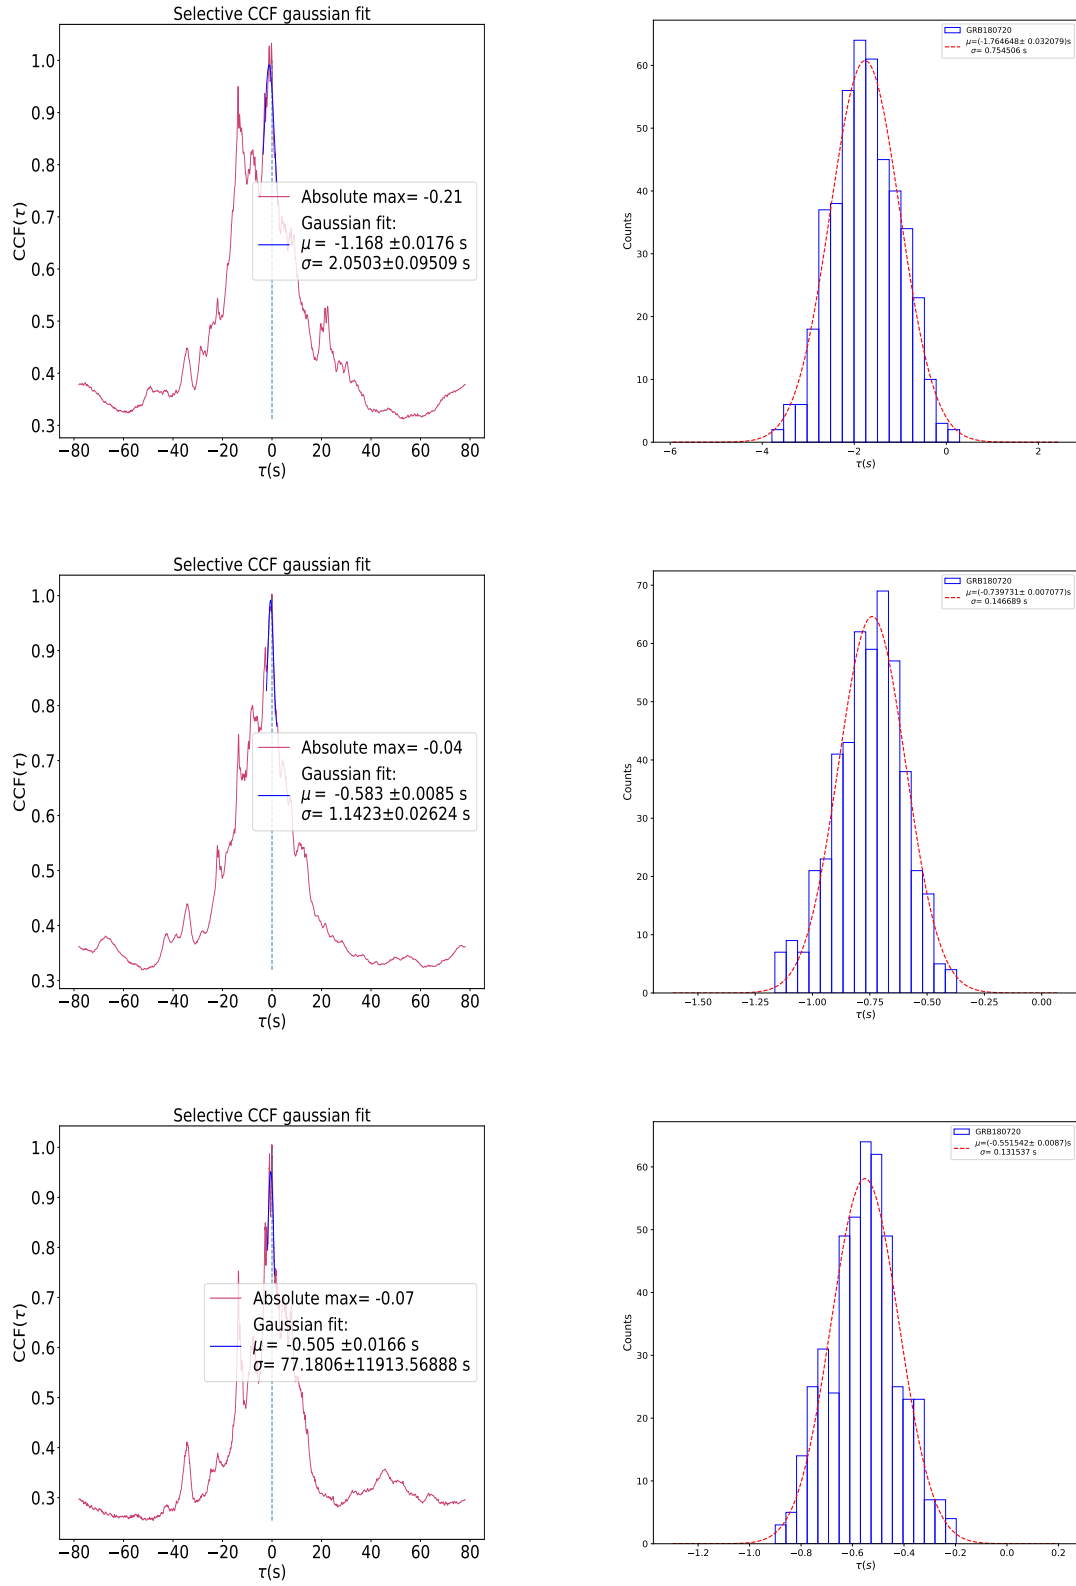 Selective CCF gaussian fit
CCF(τ)
1.0
0.9
0.8
0.7
0.6
0.5
0.4
0.3
Absolute max= -0.21
Gaussian fit:
μ = -1.168 ±0.0176 s
σ= 2.0503±0.09509 s
−80 −60 −40 −20 0 20 40 60 80
τ(s)
GRB180720
μ=(-1.764648± 0.032079)s
σ= 0.754506 s
Counts
60
50
40
30
20
10
0
−6 −4 −2 0 2
τ(s)
Selective CCF gaussian fit
CCF(τ)
1.0
0.9
0.8
0.7
0.6
0.5
0.4
0.3
Absolute max= -0.04
Gaussian fit:
μ = -0.583 ±0.0085 s
σ= 1.1423±0.02624 s
−80 −60 −40 −20 0 20 40 60 80
τ(s)
GRB180720
μ=(-0.739731± 0.007077)s
σ= 0.146689 s
Counts
70
60
50
40
30
20
10
0
−1.50 −1.25 −1.00 −0.75 −0.50 −0.25 0.00
τ(s)
Selective CCF gaussian fit
CCF(τ)
1.0
0.9
0.8
0.7
0.6
0.5
0.4
0.3
Absolute max= -0.07
Gaussian fit:
μ = -0.505 ±0.0166 s
σ= 77.1806±11913.56888 s
−80 −60 −40 −20 0 20 40 60 80
τ(s)
GRB180720
μ=(-0.551542± 0.0087)s
σ= 0.131537 s
Counts
60
50
40
30
20
10
0
−1.2 −1.0 −0.8 −0.6 −0.4 −0.2 0.0 0.2
τ(s)